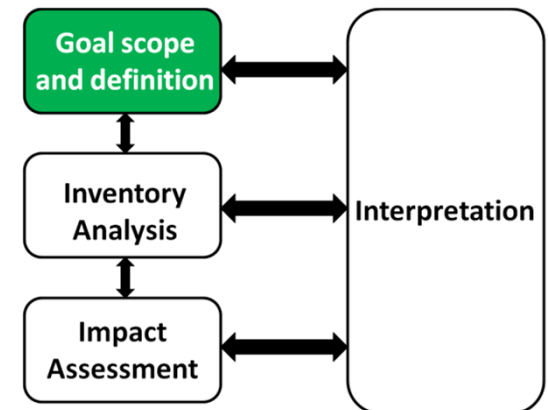 Goal scope
and definition
Inventory
Analysis
Impact
Assessment
Interpretation